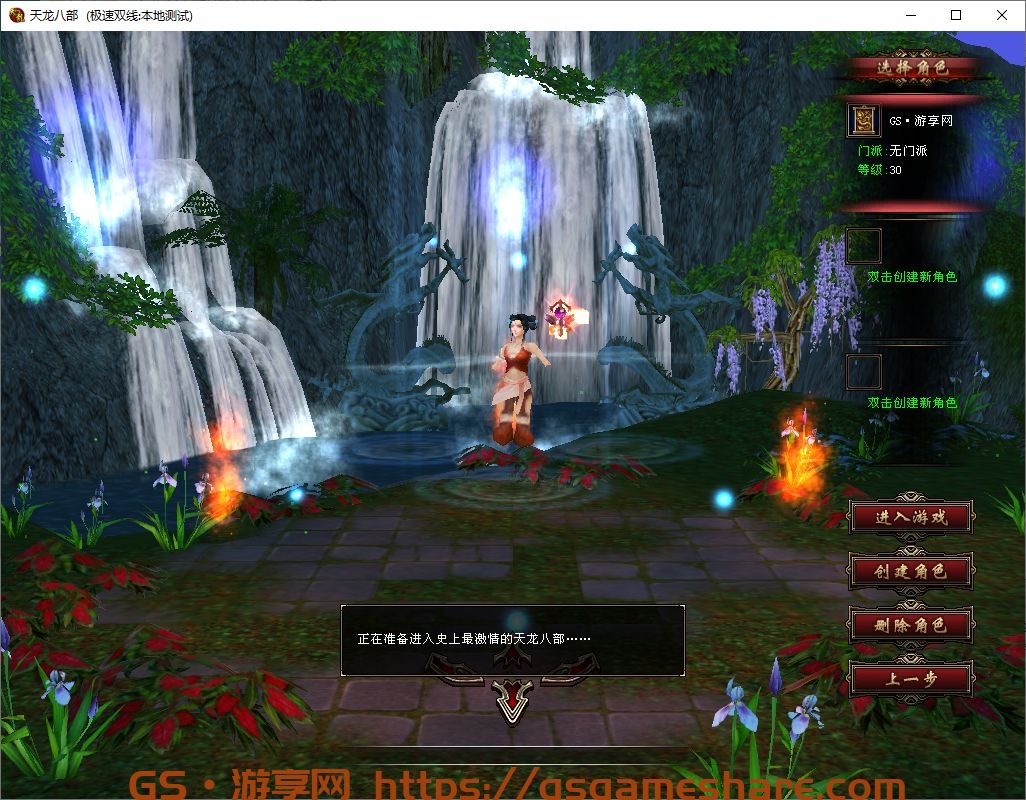 天龙八部 (极速双线:本地测试)
选择角色
GS·游享网
门派:无门派
等级:30
双击创建新角色
双击创建新角色
进入游戏
创建角色
删除角色
上一步
正在准备进入史上最激情的天龙八部……
GS·游享网 https://gsgameshare.com